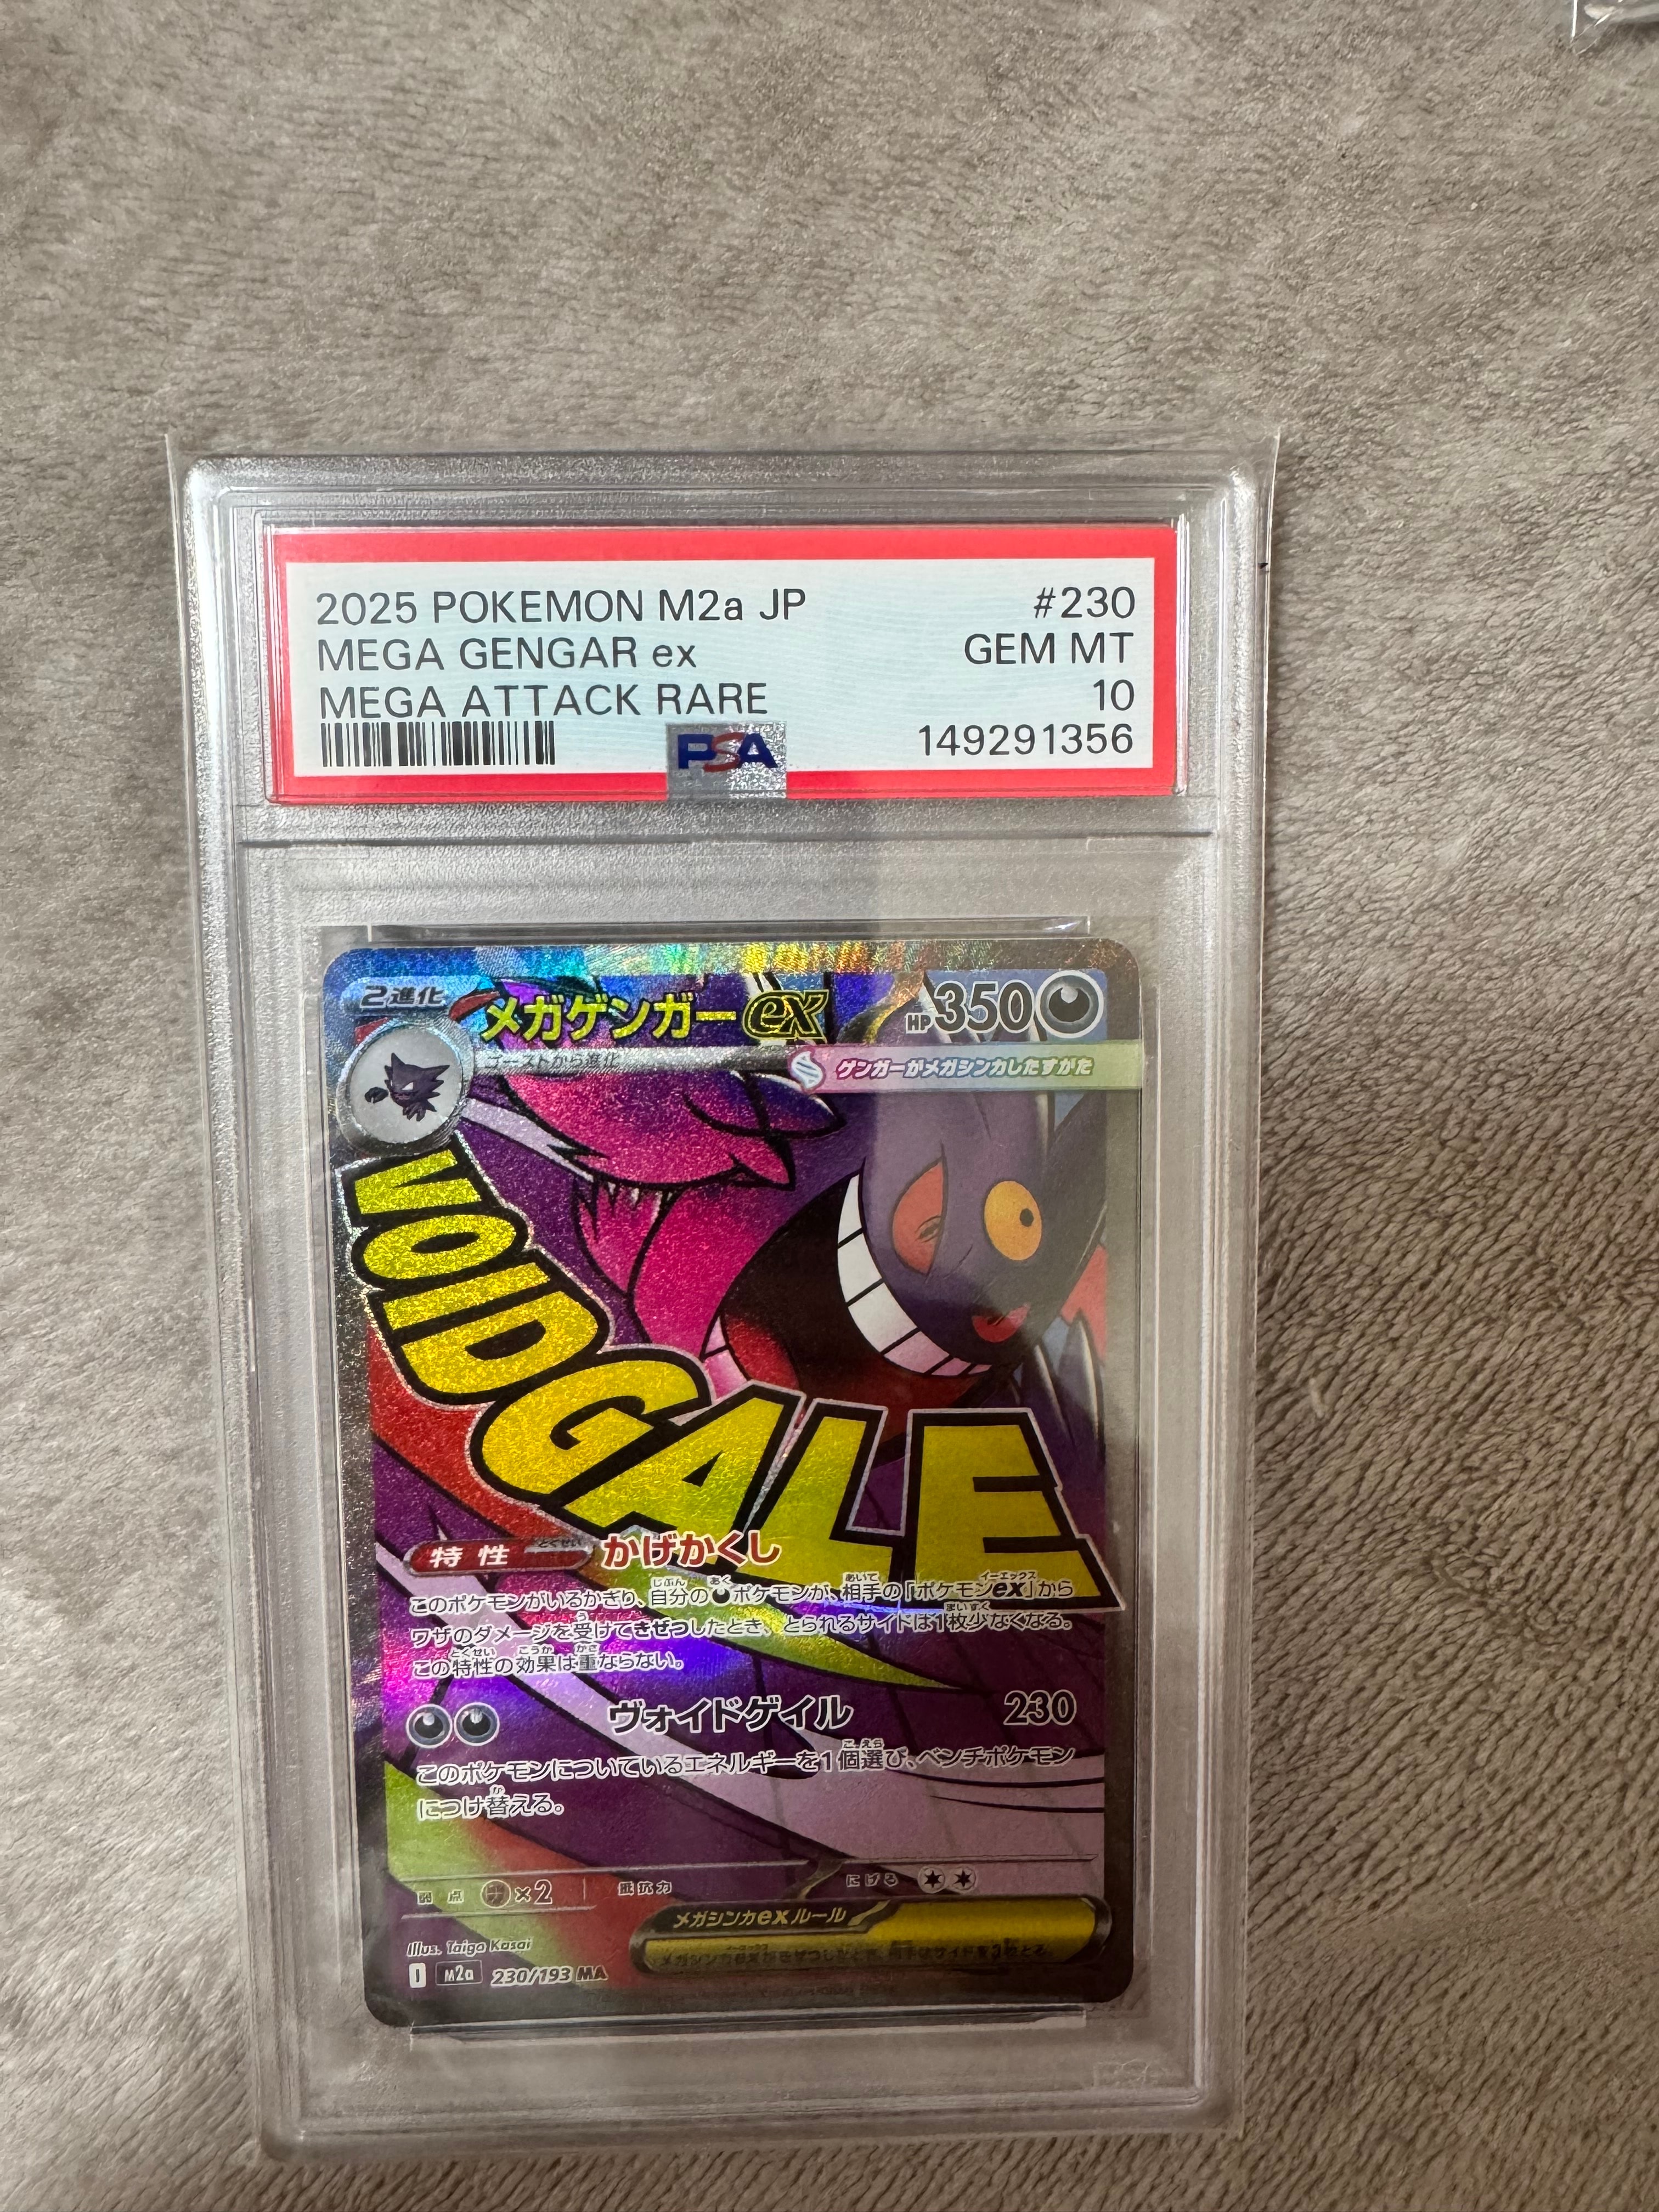 2025 POKEMON M2a JP #230
MEGA GENGAR ex GEM MT
MEGA ATTACK RARE 10
PSA 149291356
2進化 メガゲンガーex HP350
ゴーストから進化 ゲンガーがメガシンカしたすがた
VOID GALE
特性 とくせい かげかくし
このポケモンがいるかぎり、自分の悪ポケモンが、相手の「ポケモンex」から
ワザのダメージを受けてきぜつしたとき、とられるサイドは1枚少なくなる。
この特性の効果は重ならない。
ヴォイドゲイル 230
このポケモンについているエネルギーを1個選び、ベンチポケモン
につけ替える。
弱点 ×2 抵抗力 にげる
メガシンカexルール
Illus. Taiga Kasai
I M2a 230/193 MA